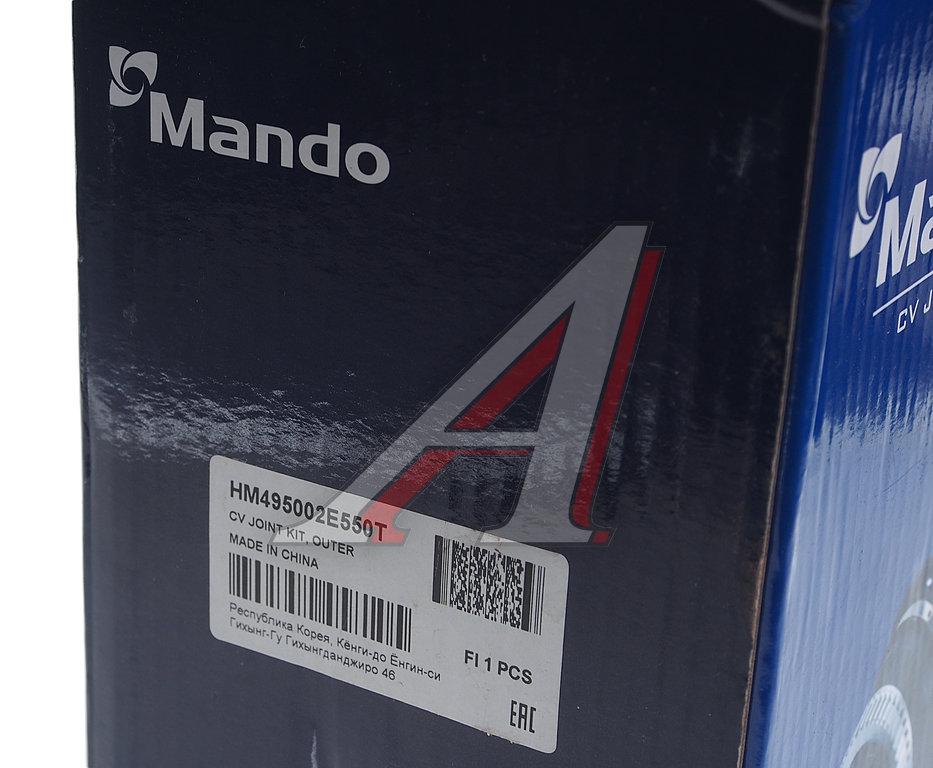 Mando
HM495002E550T
CV JOINT KIT, OUTER
MADE IN CHINA
Республика Корея, Кёнги-до Ёнгин-си
Гихынг-Гу Гихынгданджиро 46
FI 1 PCS
EAC
Ma
CV J